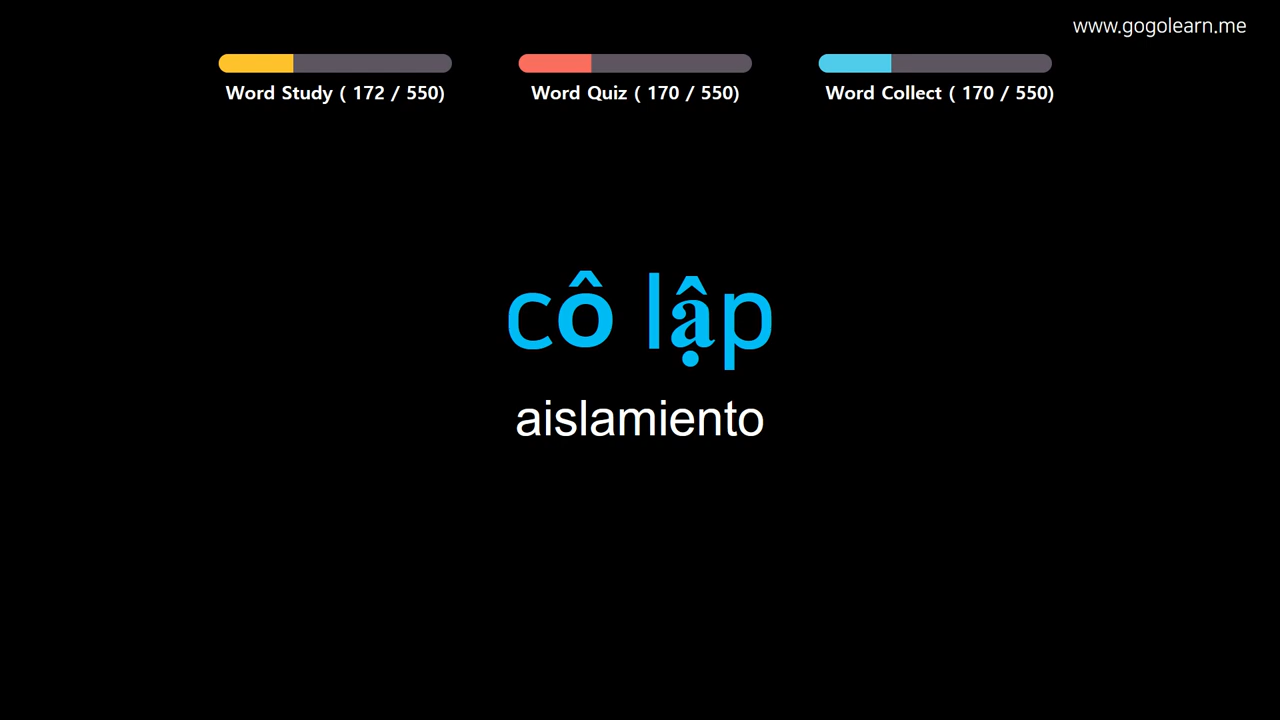 www.gogolearn.me
Word Study ( 172 / 550)
Word Quiz ( 170 / 550)
Word Collect ( 170 / 550)
cô lập
aislamiento